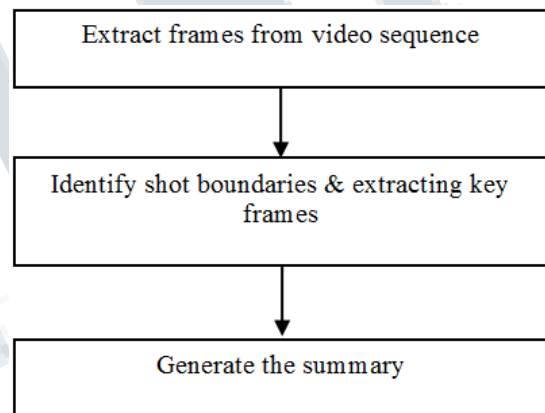 Extract frames from video sequence
Identify shot boundaries & extracting key
frames
Generate the summary